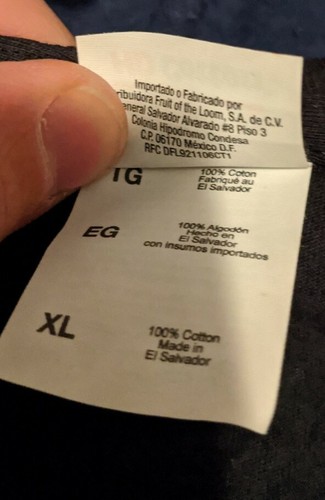 Importado o Fabricado por
ribuidora Fruit of the Loom, S.A. de C.V.
eneral Salvador Alvarado #8 Piso 3
Colonia Hipodromo Condesa
C.P. 06170 México D.F.
RFC DFL921106CT1
TG
100% Coton
Fabriqué au
El Salvador
EG
100% Algodón
Hecho en
El Salvador
con insumos importados
XL
100% Cotton
Made in
El Salvador